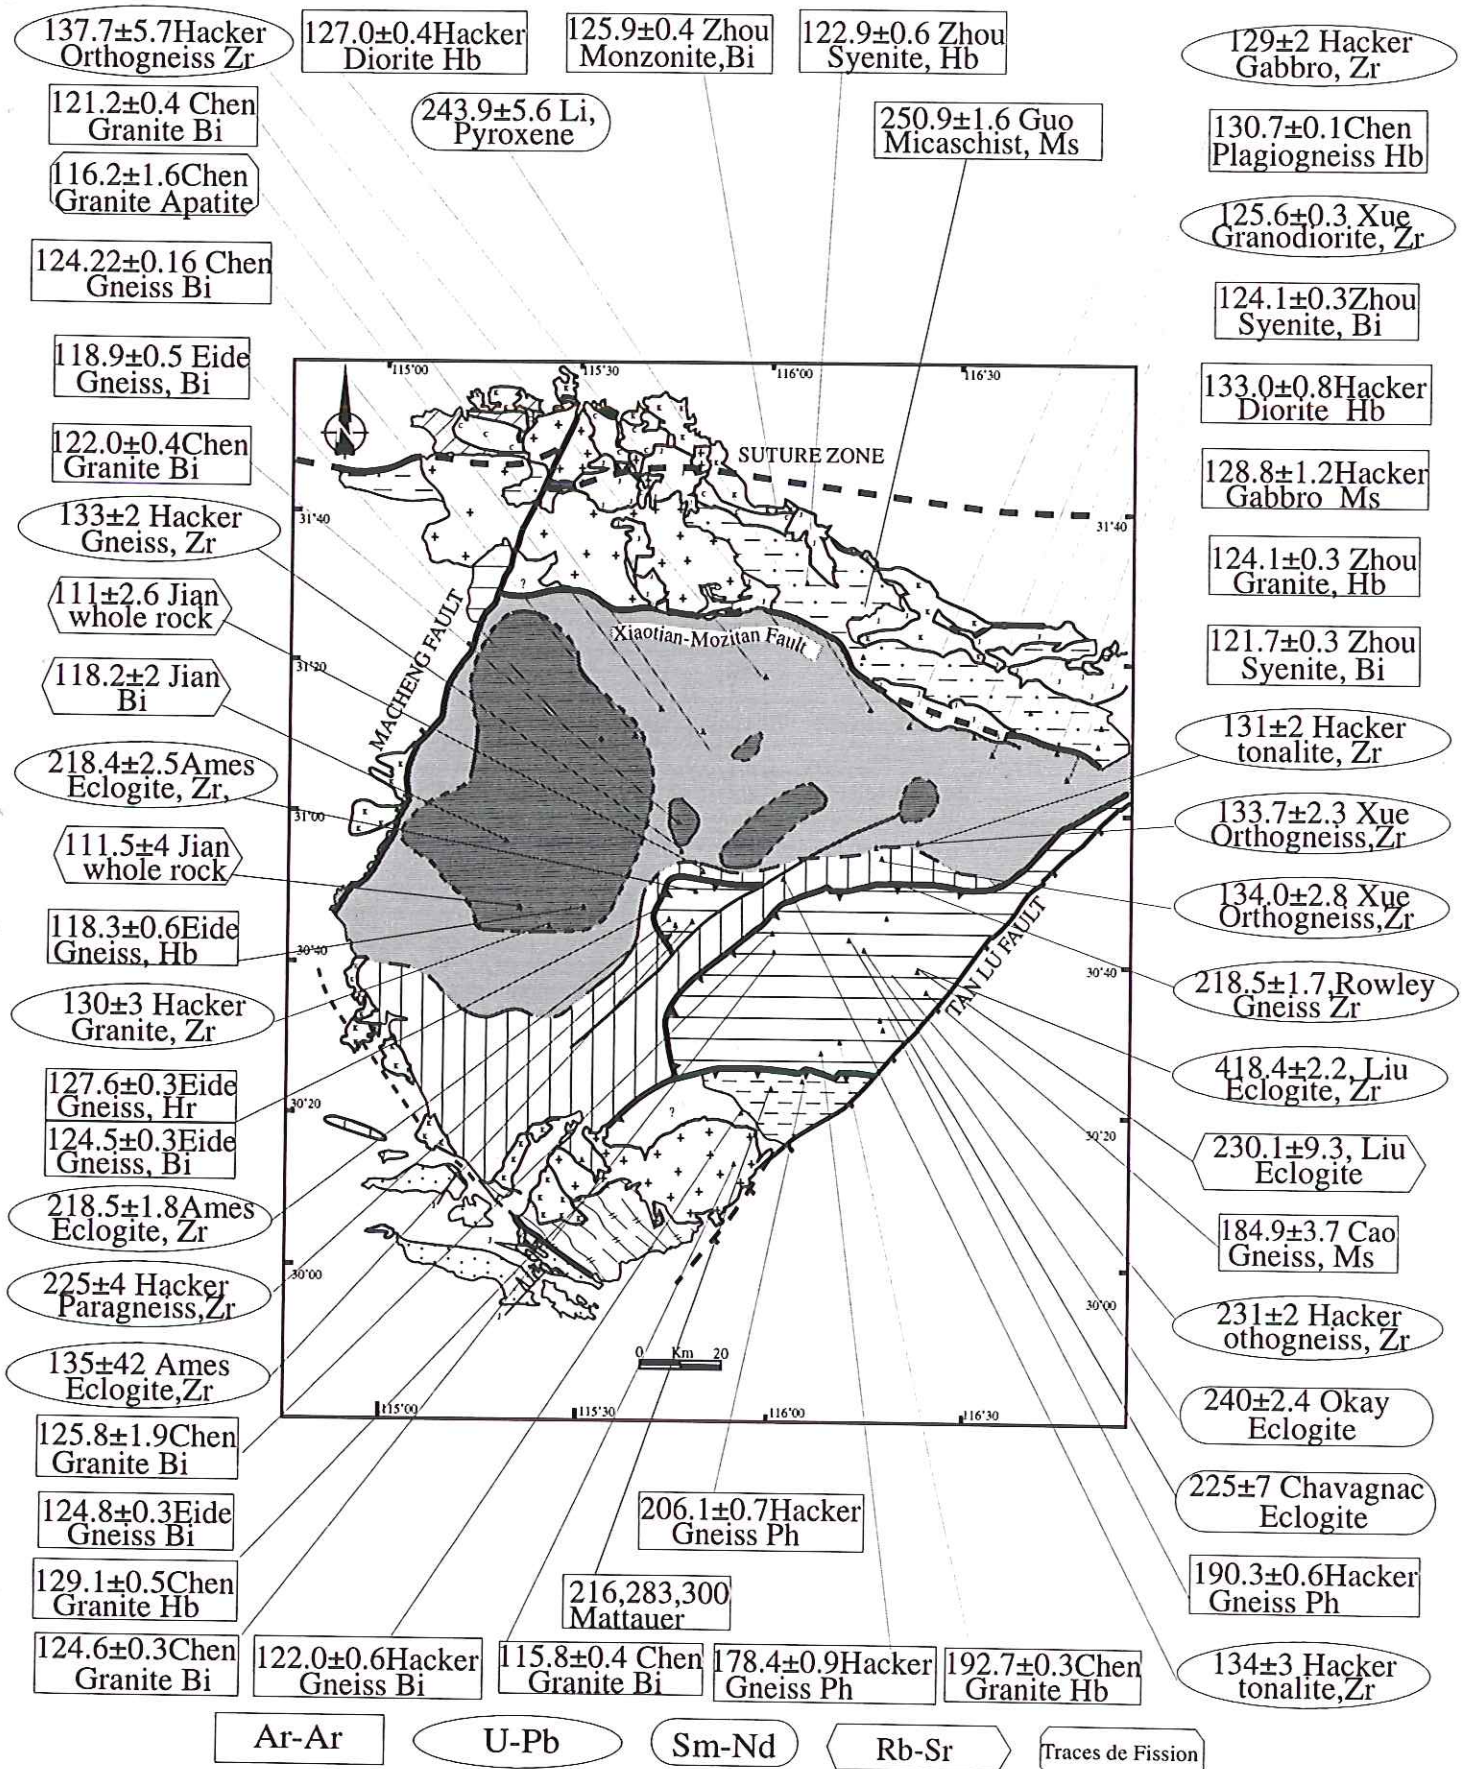 137.7±5.7Hacker
Orthogneiss Zr
127.0±0.4Hacker
Diorite Hb
125.9±0.4 Zhou
Monzonite,Bi
122.9±0.6 Zhou
Syenite, Hb
129±2 Hacker
Gabbro, Zr
121.2±0.4 Chen
Granite Bi
243.9±5.6 Li,
Pyroxene
250.9±1.6 Guo
Micaschist, Ms
130.7±0.1Chen
Plagiogneiss Hb
116.2±1.6Chen
Granite Apatite
125.6±0.3 Xue
Granodiorite, Zr
124.22±0.16 Chen
Gneiss Bi
124.1±0.3Zhou
Syenite, Bi
118.9±0.5 Eide
Gneiss, Bi
133.0±0.8Hacker
Diorite Hb
122.0±0.4Chen
Granite Bi
128.8±1.2Hacker
Gabbro Ms
133±2 Hacker
Gneiss, Zr
124.1±0.3 Zhou
Granite, Hb
111±2.6 Jian
whole rock
121.7±0.3 Zhou
Syenite, Bi
118.2±2 Jian
Bi
131±2 Hacker
tonalite, Zr
218.4±2.5Ames
Eclogite, Zr,
133.7±2.3 Xue
Orthogneiss,Zr
111.5±4 Jian
whole rock
134.0±2.8 Xue
Orthogneiss,Zr
118.3±0.6Eide
Gneiss, Hb
218.5±1.7,Rowley
Gneiss Zr
130±3 Hacker
Granite, Zr
418.4±2.2, Liu
Eclogite, Zr
127.6±0.3Eide
Gneiss, Hr
124.5±0.3Eide
Gneiss, Bi
230.1±9.3, Liu
Eclogite
218.5±1.8Ames
Eclogite, Zr
184.9±3.7 Cao
Gneiss, Ms
225±4 Hacker
Paragneiss,Zr
231±2 Hacker
othogneiss, Zr
135±42 Ames
Eclogite,Zr
240±2.4 Okay
Eclogite
125.8±1.9Chen
Granite Bi
225±7 Chavagnac
Eclogite
124.8±0.3Eide
Gneiss Bi
206.1±0.7Hacker
Gneiss Ph
190.3±0.6Hacker
Gneiss Ph
129.1±0.5Chen
Granite Hb
216,283,300
Mattauer
124.6±0.3Chen
Granite Bi
122.0±0.6Hacker
Gneiss Bi
115.8±0.4 Chen
Granite Bi
178.4±0.9Hacker
Gneiss Ph
192.7±0.3Chen
Granite Hb
134±3 Hacker
tonalite,Zr
115°00
115°30
116°00
116°30
SUTURE ZONE
31°40
31°40
Xiaotian-Mozitan Fault
MACHENG FAULT
31°20
31°00
30°40
30°40
TAN LU FAULT
30°20
30°20
30°00
30°00
0 Km 20
115°00
115°30
116°00
116°30
Ar-Ar
U-Pb
Sm-Nd
Rb-Sr
Traces de Fission